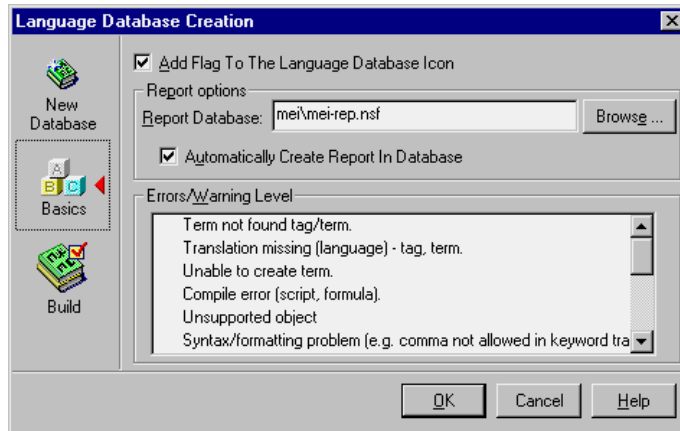 Language Database Creation
New
Database
Basics
Build
Add Flag To The Language Database Icon
Report options
Report Database:
mei\mei-rep.nsf
Browse ...
Automatically Create Report In Database
Errors/Warning Level
Term not found tag/term.
Translation missing (language) - tag, term.
Unable to create term.
Compile error (script, formula).
Unsupported object
Syntax/formatting problem (e.g. comma not allowed in keyword tra
OK
Cancel
Help